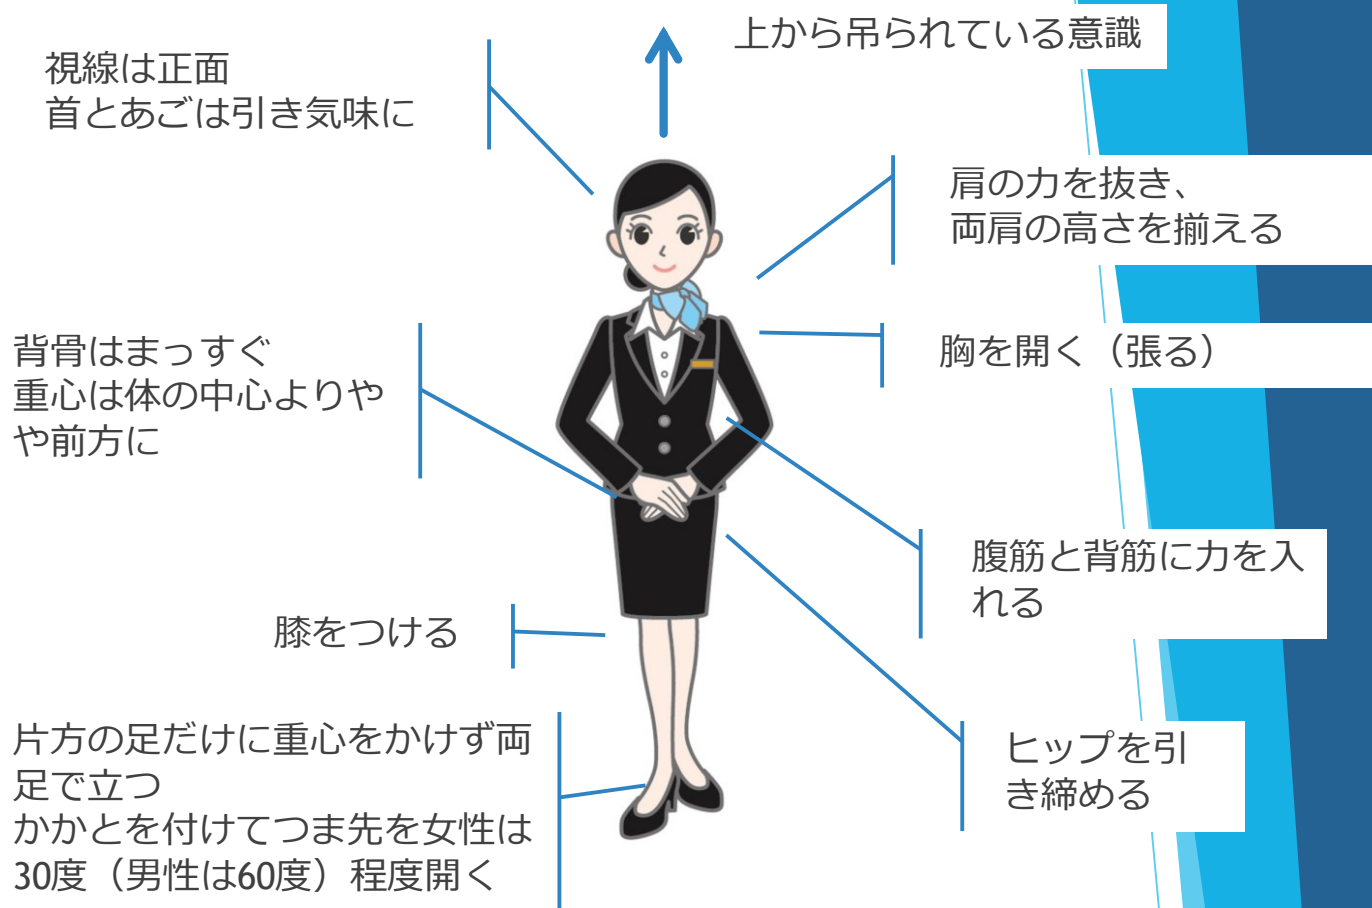 上から吊られている意識
視線は正面
首とあごは引き気味に
肩の力を抜き、
両肩の高さを揃える
背骨はまっすぐ
重心は体の中心よりや
や前方に
胸を開く（張る）
腹筋と背筋に力を入
れる
膝をつける
片方の足だけに重心をかけず両
足で立つ
かかとを付けてつま先を女性は
30度（男性は60度）程度開く
ヒップを引
き締める